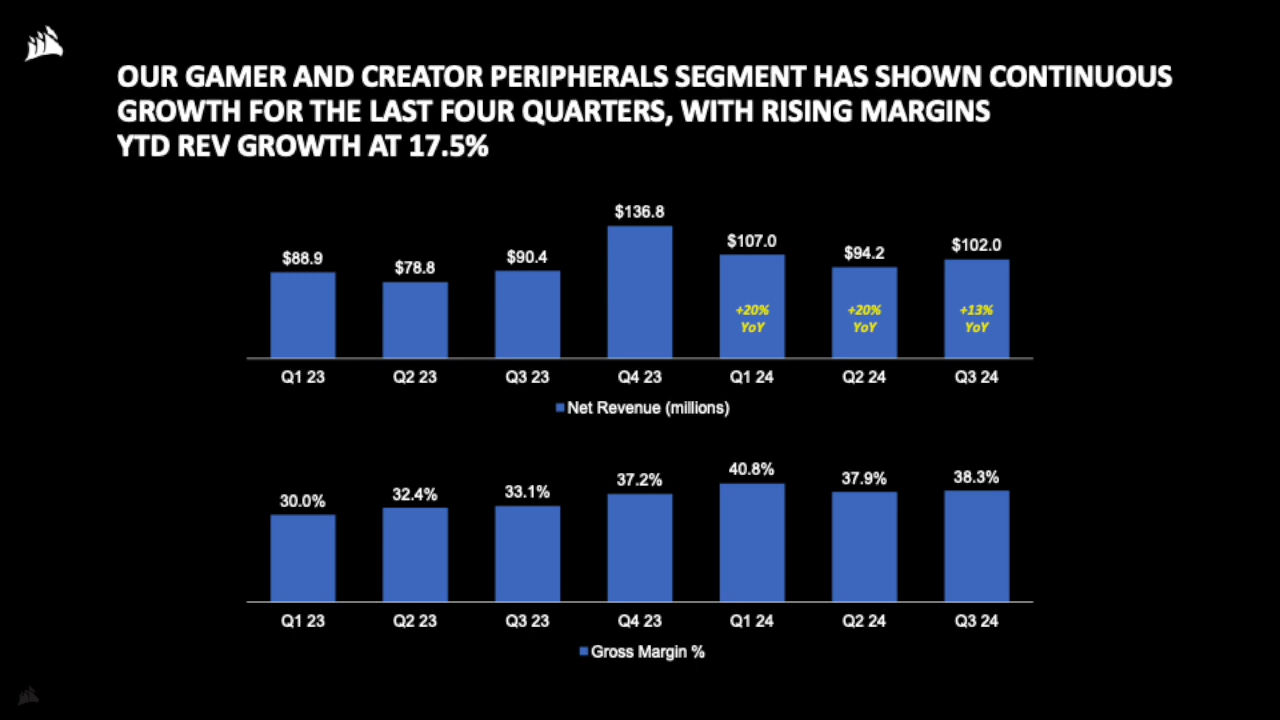 OUR GAMER AND CREATOR PERIPHERALS SEGMENT HAS SHOWN CONTINUOUS
GROWTH FOR THE LAST FOUR QUARTERS, WITH RISING MARGINS
YTD REV GROWTH AT 17.5%
$88.9
$78.8
$90.4
$136.8
$107.0
$94.2
$102.0
+20%
YoY
+20%
YoY
+13%
YoY
Q1 23
Q2 23
Q3 23
Q4 23
Q1 24
Q2 24
Q3 24
Net Revenue (millions)
30.0%
32.4%
33.1%
37.2%
40.8%
37.9%
38.3%
Q1 23
Q2 23
Q3 23
Q4 23
Q1 24
Q2 24
Q3 24
Gross Margin %